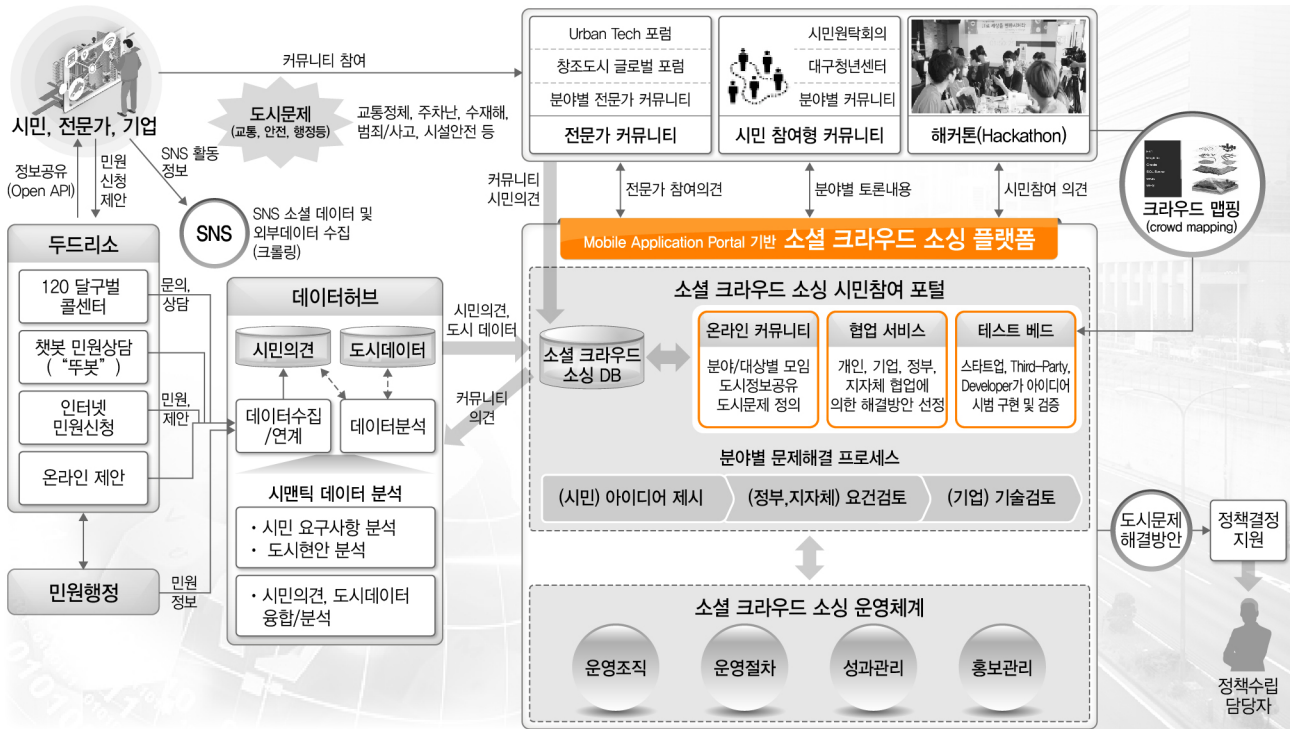 시민, 전문가, 기업
커뮤니티 참여
도시문제
(교통, 안전, 행정등)
교통정체, 주차난, 수재해,
범죄/사고, 시설안전 등
정보공유
(Open API)
민원
신청
제안
SNS 활동
정보
SNS
SNS 소셜 데이터 및
외부데이터 수집
(크롤링)
Urban Tech 포럼
창조도시 글로벌 포럼
분야별 전문가 커뮤니티
전문가 커뮤니티
시민원탁회의
대구청년센터
분야별 커뮤니티
시민 참여형 커뮤니티
해커톤(Hackathon)
크라우드 맵핑
(crowd mapping)
커뮤니티
시민의견
전문가 참여의견
분야별 토론내용
시민참여 의견
두드리소
120 달구벌
콜센터
챗봇 민원상담
( “뚜봇” )
인터넷
민원신청
온라인 제안
문의,
상담
민원,
제안
민원행정
민원
정보
데이터허브
시민의견
도시데이터
데이터수집
/연계
데이터분석
시맨틱 데이터 분석
· 시민 요구사항 분석
· 도시현안 분석
· 시민의견, 도시데이터
융합/분석
시민의견,
도시 데이터
커뮤니티
의견
Mobile Application Portal 기반 소셜 크라우드 소싱 플랫폼
소셜 크라우드 소싱 시민참여 포털
소셜 크라우드
소싱 DB
온라인 커뮤니티
분야/대상별 모임
도시정보공유
도시문제 정의
협업 서비스
개인, 기업, 정부,
지자체 협업에
의한 해결방안 선정
테스트 베드
스타트업, Third-Party,
Developer가 아이디어
시범 구현 및 검증
분야별 문제해결 프로세스
(시민) 아이디어 제시
(정부,지자체) 요건검토
(기업) 기술검토
소셜 크라우드 소싱 운영체계
운영조직
운영절차
성과관리
홍보관리
도시문제
해결방안
정책결정
지원
정책수립
담당자